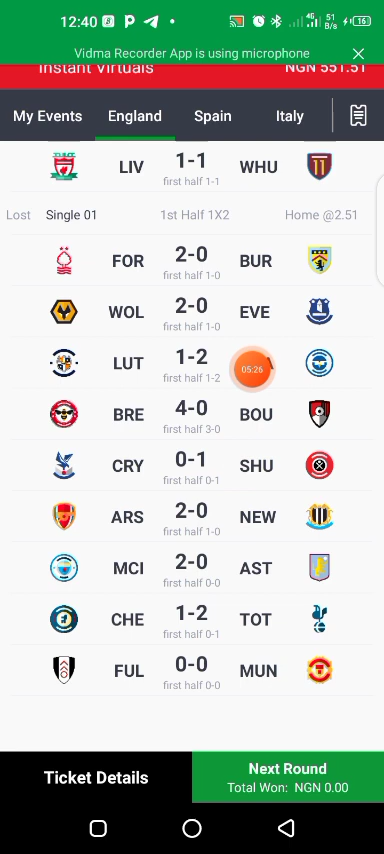 12:40 51 B/s 4G 16
Vidma Recorder App is using microphone
Instant Virtuals NGN 551.51
My Events England Spain Italy
LIV 1-1 WHU
first half 1-1
Lost Single 01 1st Half 1X2 Home @2.51
FOR 2-0 BUR
first half 1-0
WOL 2-0 EVE
first half 1-0
LUT 1-2 05:26
first half 1-2
BRE 4-0 BOU
first half 3-0
CRY 0-1 SHU
first half 0-1
ARS 2-0 NEW
first half 1-0
MCI 2-0 AST
first half 0-0
CHE 1-2 TOT
first half 0-1
FUL 0-0 MUN
first half 0-0
Ticket Details
Next Round
Total Won: NGN 0.00